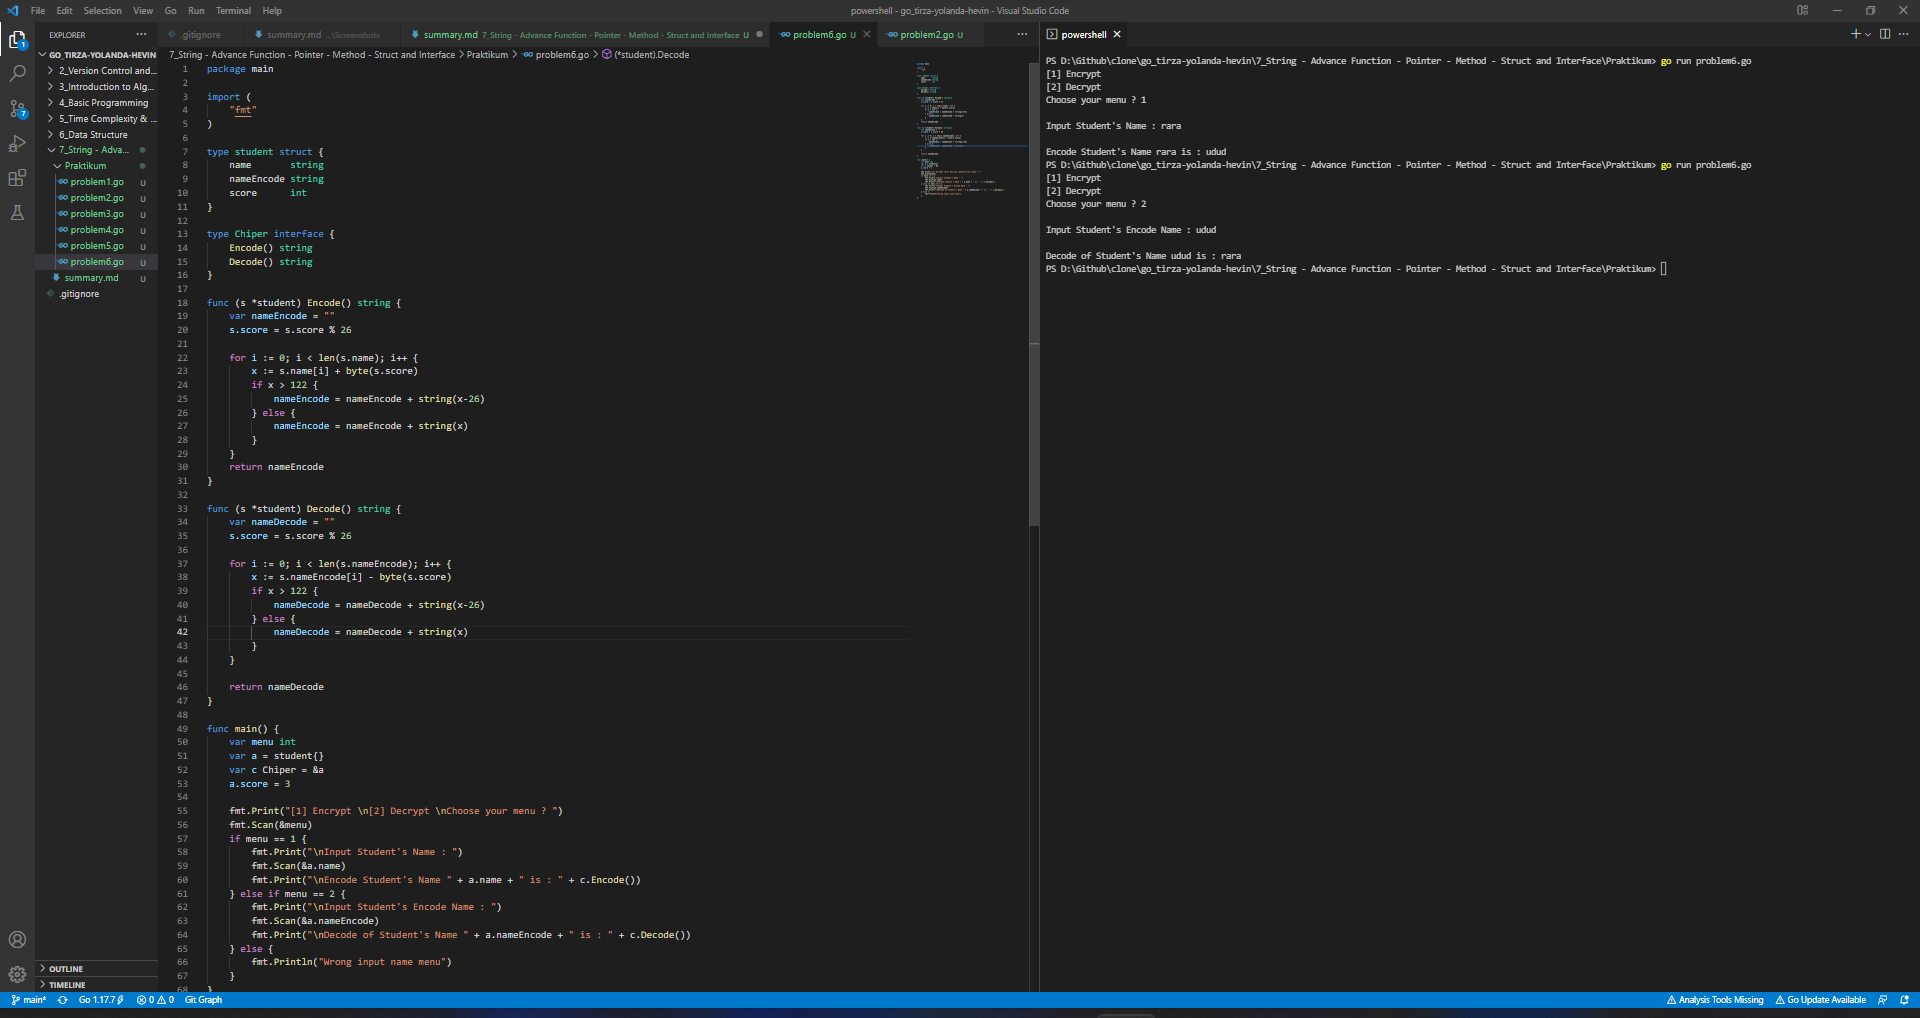 File Edit Selection View Go Run Terminal Help
powershell - go_tirza-yolanda-hevin - Visual Studio Code
EXPLORER
GO_TIRZA-YOLANDA-HEVIN
2_Version Control and...
3_Introduction to Alg...
4_Basic Programming
5_Time Complexity & ...
6_Data Structure
7_String - Adva...
Praktikum
problem1.go U
problem2.go U
problem3.go U
problem4.go U
problem5.go U
problem6.go U
summary.md U
.gitignore
OUTLINE
TIMELINE
.gitignore
summary.md ...\Screenshots
summary.md 7_String - Advance Function - Pointer - Method - Struct and Interface U
problem6.go U
problem2.go U
7_String - Advance Function - Pointer - Method - Struct and Interface > Praktikum > problem6.go > (*student).Decode
1 package main
2
3 import (
4 "fmt"
5 )
6
7 type student struct {
8 name string
9 nameEncode string
10 score int
11 }
12
13 type Chiper interface {
14 Encode() string
15 Decode() string
16 }
17
18 func (s *student) Encode() string {
19 var nameEncode = ""
20 s.score = s.score % 26
21
22 for i := 0; i < len(s.name); i++ {
23 x := s.name[i] + byte(s.score)
24 if x > 122 {
25 nameEncode = nameEncode + string(x-26)
26 } else {
27 nameEncode = nameEncode + string(x)
28 }
29 }
30 return nameEncode
31 }
32
33 func (s *student) Decode() string {
34 var nameDecode = ""
35 s.score = s.score % 26
36
37 for i := 0; i < len(s.nameEncode); i++ {
38 x := s.nameEncode[i] - byte(s.score)
39 if x > 122 {
40 nameDecode = nameDecode + string(x-26)
41 } else {
42 nameDecode = nameDecode + string(x)
43 }
44 }
45
46 return nameDecode
47 }
48
49 func main() {
50 var menu int
51 var a = student{}
52 var c Chiper = &a
53 a.score = 3
54
55 fmt.Print("[1] Encrypt \n[2] Decrypt \nChoose your menu ? ")
56 fmt.Scan(&menu)
57 if menu == 1 {
58 fmt.Print("\nInput Student's Name : ")
59 fmt.Scan(&a.name)
60 fmt.Print("\nEncode Student's Name " + a.name + " is : " + c.Encode())
61 } else if menu == 2 {
62 fmt.Print("\nInput Student's Encode Name : ")
63 fmt.Scan(&a.nameEncode)
64 fmt.Print("\nDecode of Student's Name " + a.nameEncode + " is : " + c.Decode())
65 } else {
66 fmt.Println("Wrong input name menu")
67 }
68 }
powershell
PS D:\Github\clone\go_tirza-yolanda-hevin\7_String - Advance Function - Pointer - Method - Struct and Interface\Praktikum> go run problem6.go
[1] Encrypt
[2] Decrypt
Choose your menu ? 1
Input Student's Name : rara
Encode Student's Name rara is : udud
PS D:\Github\clone\go_tirza-yolanda-hevin\7_String - Advance Function - Pointer - Method - Struct and Interface\Praktikum> go run problem6.go
[1] Encrypt
[2] Decrypt
Choose your menu ? 2
Input Student's Encode Name : udud
Decode of Student's Name udud is : rara
PS D:\Github\clone\go_tirza-yolanda-hevin\7_String - Advance Function - Pointer - Method - Struct and Interface\Praktikum>
main* Go 1.17.7 0 0 Git Graph
Analysis Tools Missing Go Update Available